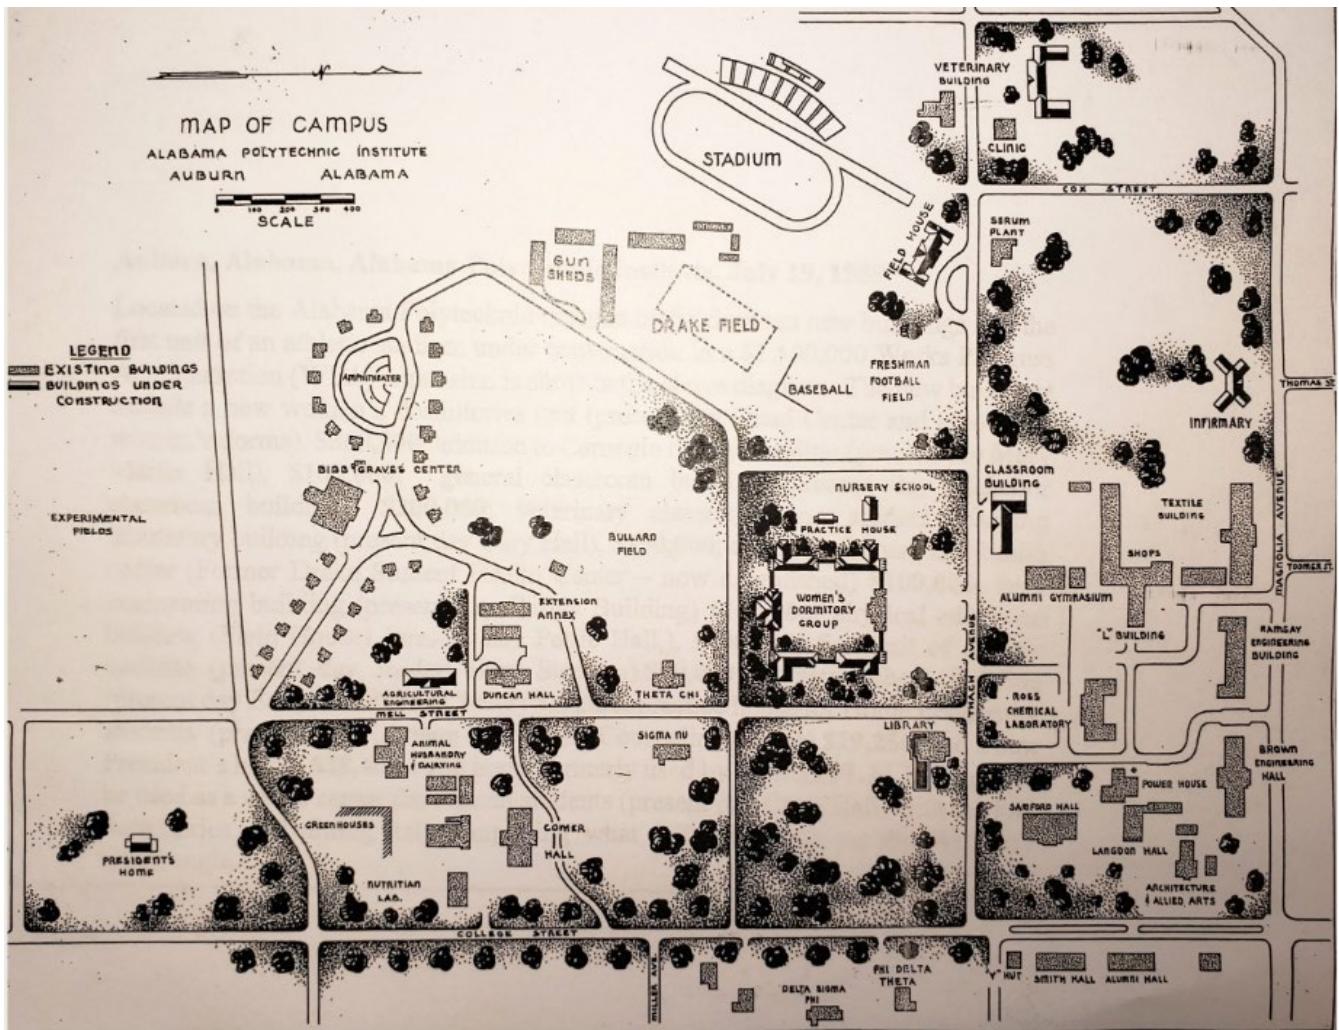 MAP OF CAMPUS
ALABAMA POLYTECHNIC INSTITUTE
AUBURN ALABAMA
0 100 200 300 400
SCALE
LEGEND
EXISTING BUILDINGS
BUILDINGS UNDER
CONSTRUCTION
STADIUM
VETERINARY
BUILDING
CLINIC
COX STREET
SERUM
PLANT
FIELD HOUSE
GUN
SHEDS
DRAKE FIELD
BASEBALL
FRESHMAN
FOOTBALL
FIELD
AMPHITHEATER
BIBB GRAVES CENTER
EXPERIMENTAL
FIELDS
BULLARD
FIELD
THOMAS ST.
INFIRMARY
MAGNOLIA AVENUE
CLASSROOM
BUILDING
NURSERY SCHOOL
PRACTICE HOUSE
TEXTILE
BUILDING
SHOPS
TOOMER ST.
ALUMNI GYMNASIUM
"L" BUILDING
RAMSAY
ENGINEERING
BUILDING
EXTENSION
ANNEX
WOMEN'S
DORMITORY
GROUP
THACH AVENUE
AGRICULTURAL
ENGINEERING
DUNCAN HALL
THETA CHI
MELL STREET
ROSS
CHEMICAL
LABORATORY
ANIMAL
HUSBANDRY
& DAIRYING
SIGMA NU
LIBRARY
BROWN
ENGINEERING
HALL
POWER HOUSE
SAMFORD HALL
LANGDON HALL
GREENHOUSES
COMER
HALL
PRESIDENT'S
HOME
NUTRITIAN
LAB.
ARCHITECTURE
& ALLIED ARTS
COLLEGE STREET
MILLER AVE.
DELTA SIGMA
PHI
PHI DELTA
THETA
"Y" HUT
SMITH HALL
ALUMNI HALL